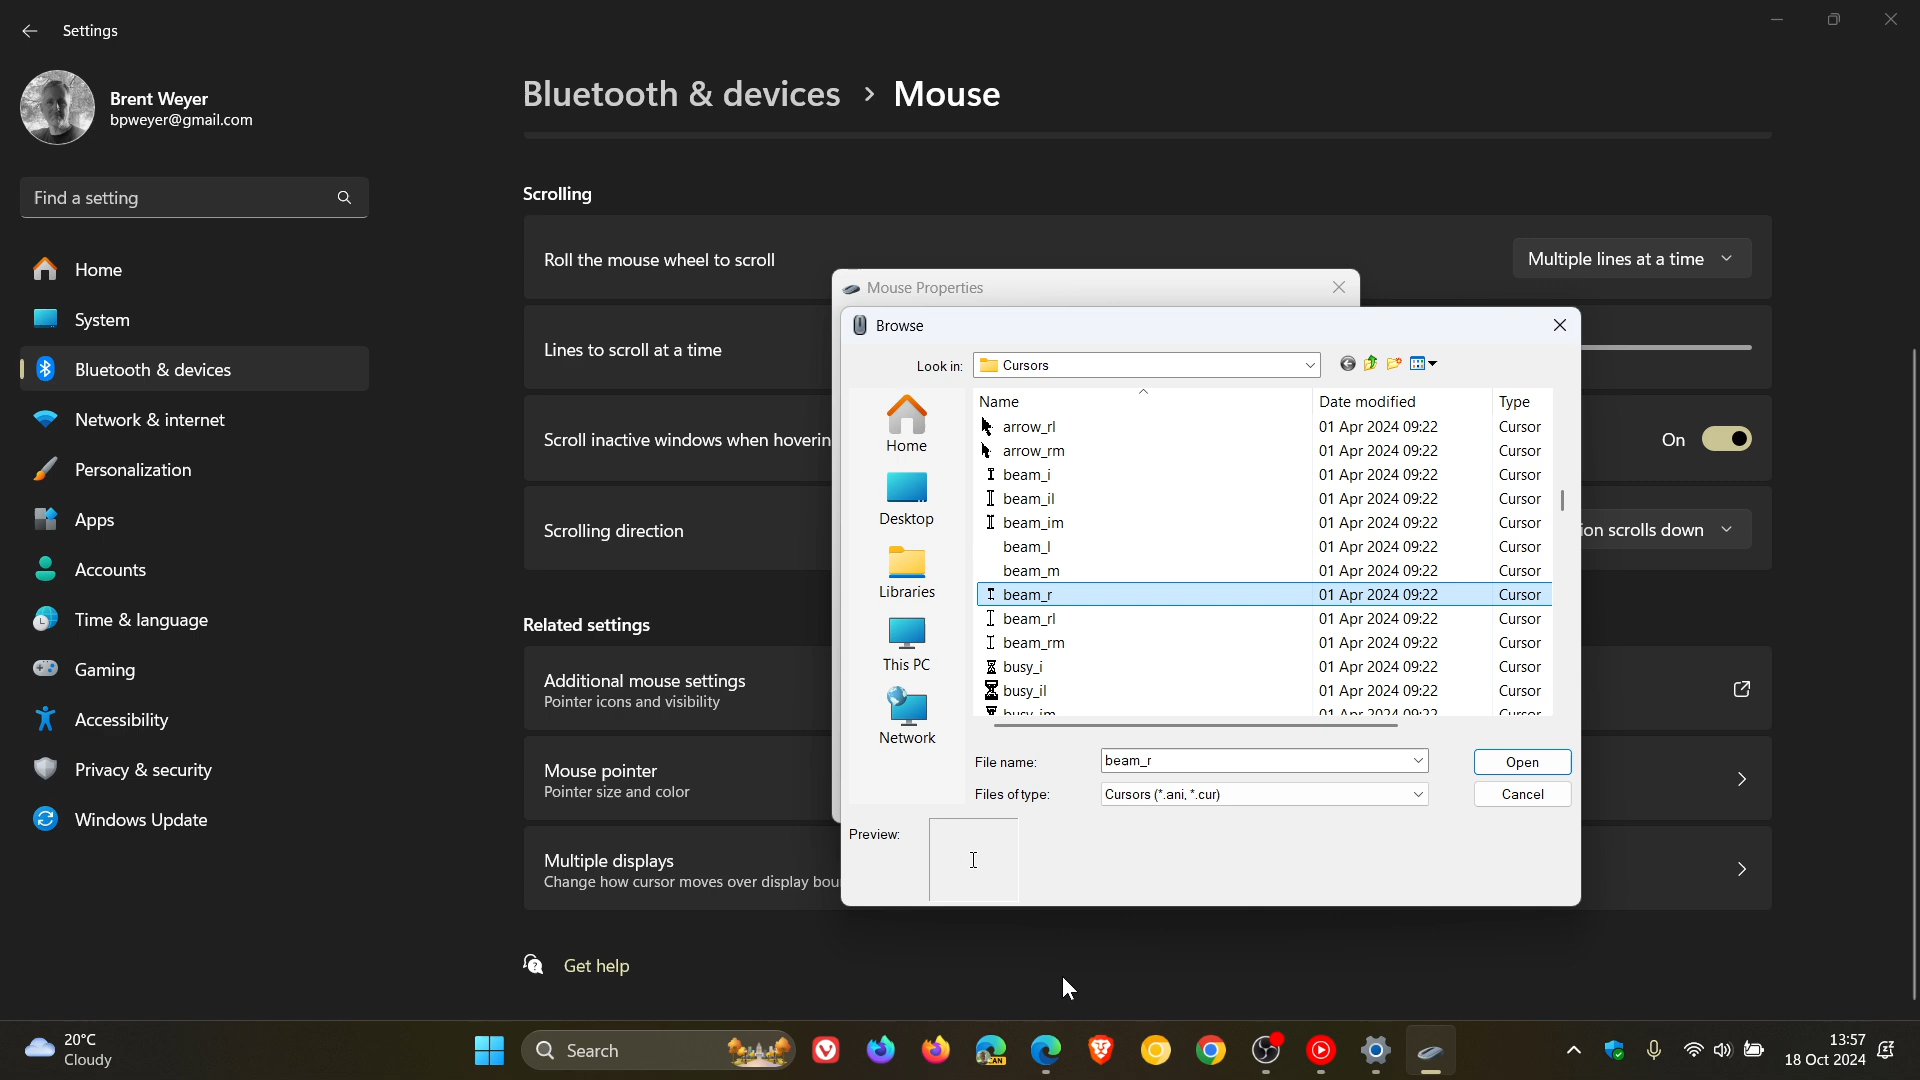 Settings
Brent Weyer
bpweyer@gmail.com
Find a setting
Home
System
Bluetooth & devices
Network & internet
Personalization
Apps
Accounts
Time & language
Gaming
Accessibility
Privacy & security
Windows Update
Bluetooth & devices › Mouse
Scrolling
Roll the mouse wheel to scroll
Multiple lines at a time
Lines to scroll at a time
Scroll inactive windows when hoverin
On
Scrolling direction
ion scrolls down
Related settings
Additional mouse settings
Pointer icons and visibility
Mouse pointer
Pointer size and color
Multiple displays
Change how cursor moves over display bou
Get help
Mouse Properties
Browse
Look in: Cursors
Home
Desktop
Libraries
This PC
Network
Name Date modified Type
arrow_rl 01 Apr 2024 09:22 Cursor
arrow_rm 01 Apr 2024 09:22 Cursor
beam_i 01 Apr 2024 09:22 Cursor
beam_il 01 Apr 2024 09:22 Cursor
beam_im 01 Apr 2024 09:22 Cursor
beam_l 01 Apr 2024 09:22 Cursor
beam_m 01 Apr 2024 09:22 Cursor
beam_r 01 Apr 2024 09:22 Cursor
beam_rl 01 Apr 2024 09:22 Cursor
beam_rm 01 Apr 2024 09:22 Cursor
busy_i 01 Apr 2024 09:22 Cursor
busy_il 01 Apr 2024 09:22 Cursor
busy_im 01 Apr 2024 09:22 Cursor
File name: beam_r Open
Files of type: Cursors (*.ani, *.cur) Cancel
Preview:
20°C
Cloudy
Search
CAN
13:57
18 Oct 2024